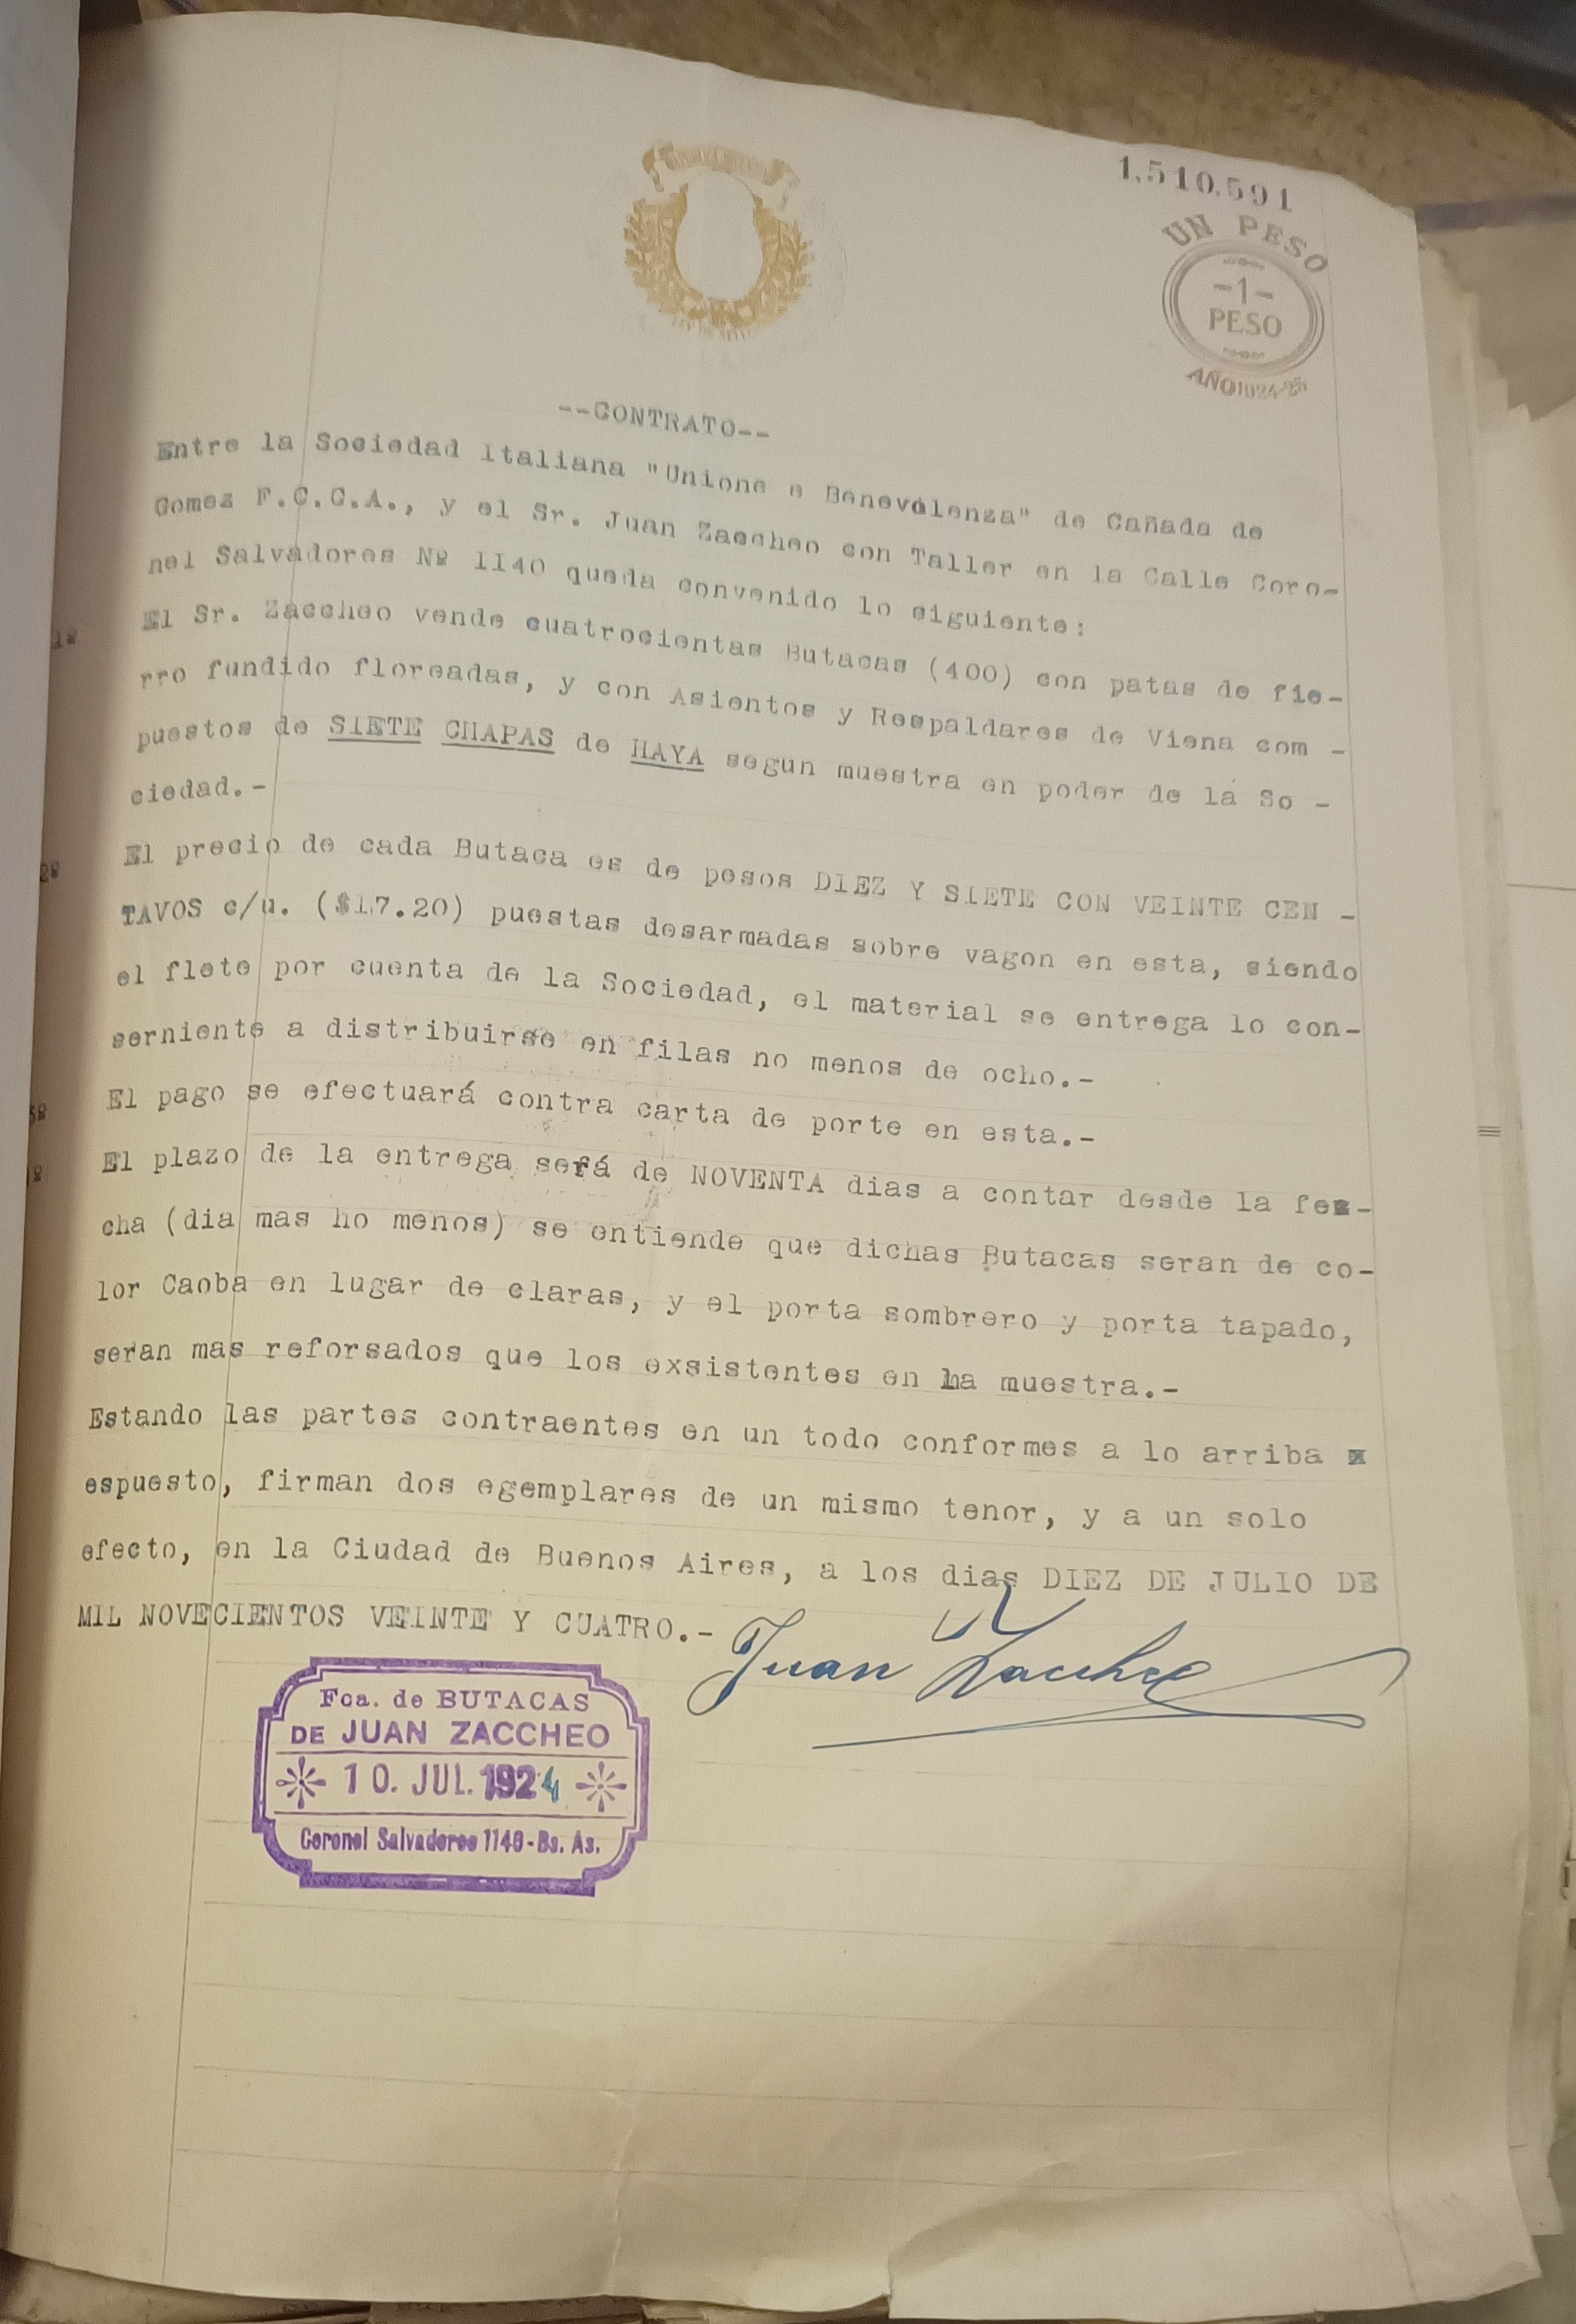 1,510,591
UN PESO
-1-
PESO
AÑO 1924-25
--CONTRATO--
Entre la Sociedad Italiana "Unione e Benevolenza" de Cañada de
Gomez F.C.C.A., y el Sr. Juan Zaccheo con Taller en la Calle Coro-
nel Salvadores Nº 1140 queda convenido lo siguiente:
1º El Sr. Zaccheo vende cuatrocientas Butacas (400) con patas de fie-
rro fundido floreadas, y con Asientos y Respaldares de Viena com -
puestos de SIETE CHAPAS de HAYA segun muestra en poder de la So -
ciedad.-
2º El precio de cada Butaca es de pesos DIEZ Y SIETE CON VEINTE CEN -
TAVOS c/u. ($17.20) puestas desarmadas sobre vagon en esta, siendo
el flete por cuenta de la Sociedad, el material se entrega lo con-
serniente a distribuirse en filas no menos de ocho.-
3º El pago se efectuará contra carta de porte en esta.-
El plazo de la entrega será de NOVENTA dias a contar desde la fe-
cha (dia mas ho menos) se entiende que dichas Butacas seran de co-
lor Caoba en lugar de claras, y el porta sombrero y porta tapado,
seran mas reforsados que los exsistentes en la muestra.-
Estando las partes contraentes en un todo conformes a lo arriba
espuesto, firman dos egemplares de un mismo tenor, y a un solo
efecto, en la Ciudad de Buenos Aires, a los dias DIEZ DE JULIO DE
MIL NOVECIENTOS VEINTE Y CUATRO.-
Juan Zaccheo
Fca. de BUTACAS
DE JUAN ZACCHEO
10. JUL. 1924
Coronel Salvadores 1140-Bs. As.